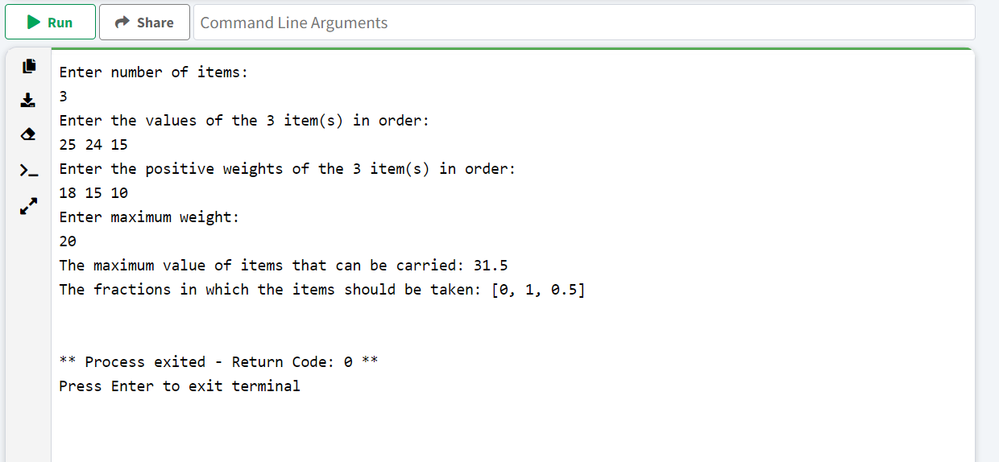 Run Share Command Line Arguments
Enter number of items:
3
Enter the values of the 3 item(s) in order:
25 24 15
Enter the positive weights of the 3 item(s) in order:
18 15 10
Enter maximum weight:
20
The maximum value of items that can be carried: 31.5
The fractions in which the items should be taken: [0, 1, 0.5]
** Process exited - Return Code: 0 **
Press Enter to exit terminal